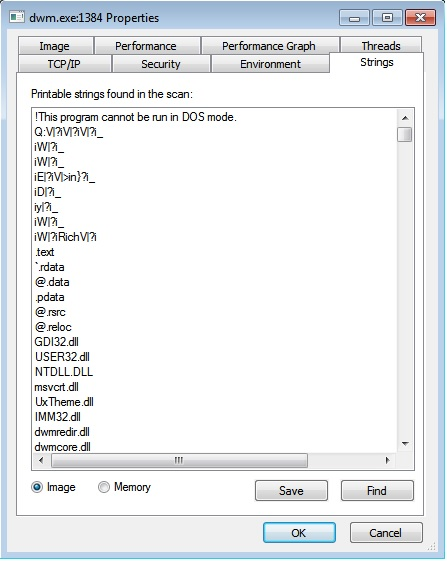 dwm.exe:1384 Properties
Image Performance Performance Graph Threads
TCP/IP Security Environment Strings
Printable strings found in the scan:
!This program cannot be run in DOS mode.
Q:V|?iV|?iV|?i_
iW|?i_
iW|?i_
iE|?iV|>in}?i_
iD|?i_
iy|?i_
iW|?i_
iW|?iRichV|?i
.text
`.rdata
@.data
.pdata
@.rsrc
@.reloc
GDI32.dll
USER32.dll
NTDLL.DLL
msvcrt.dll
UxTheme.dll
IMM32.dll
dwmredir.dll
dwmcore.dll
Image Memory Save Find
OK Cancel